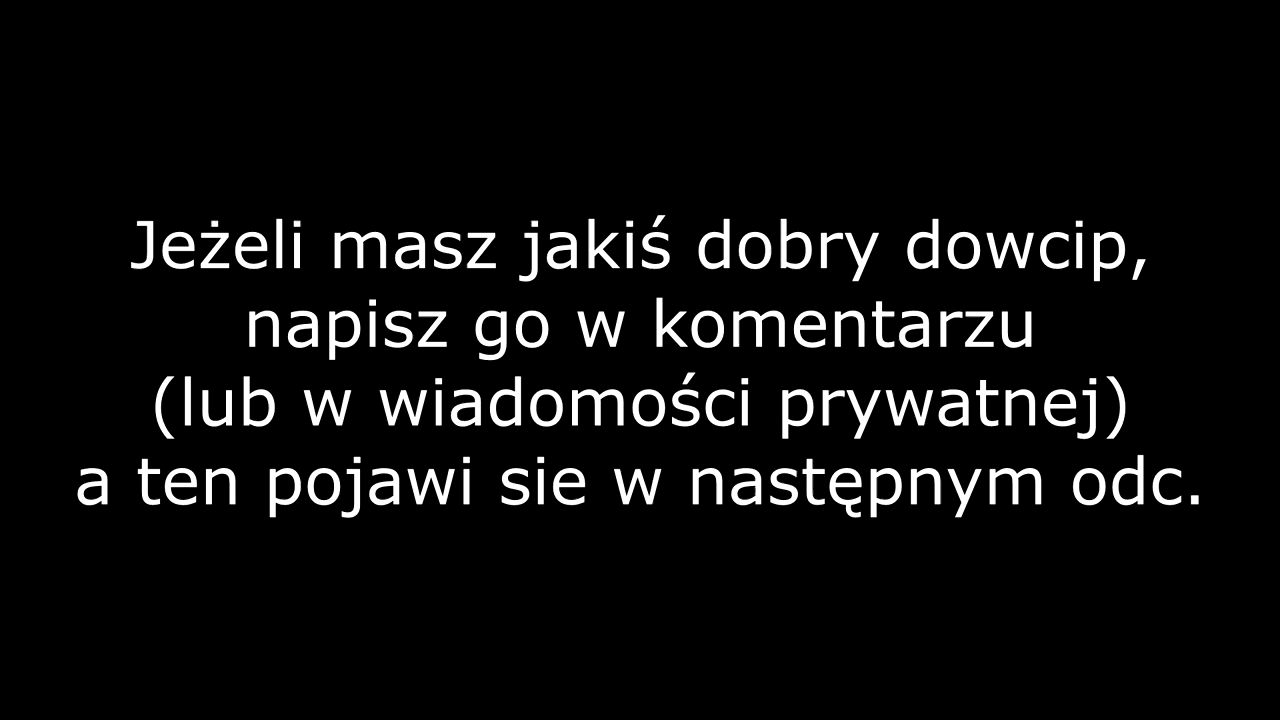 Jeżeli masz jakiś dobry dowcip,
napisz go w komentarzu
(lub w wiadomości prywatnej)
a ten pojawi sie w następnym odc.